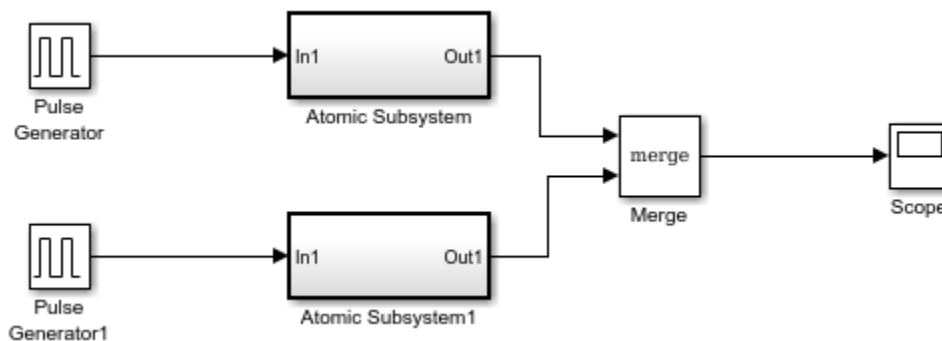 In1
Out1
Pulse
Generator
Atomic Subsystem
merge
Merge
Scope
In1
Out1
Pulse
Generator1
Atomic Subsystem1